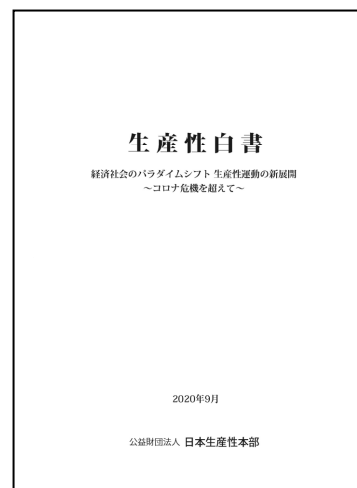 生産性白書
経済社会のパラダイムシフト 生産性運動の新展開
～コロナ危機を超えて～
2020年9月
公益財団法人 日本生産性本部